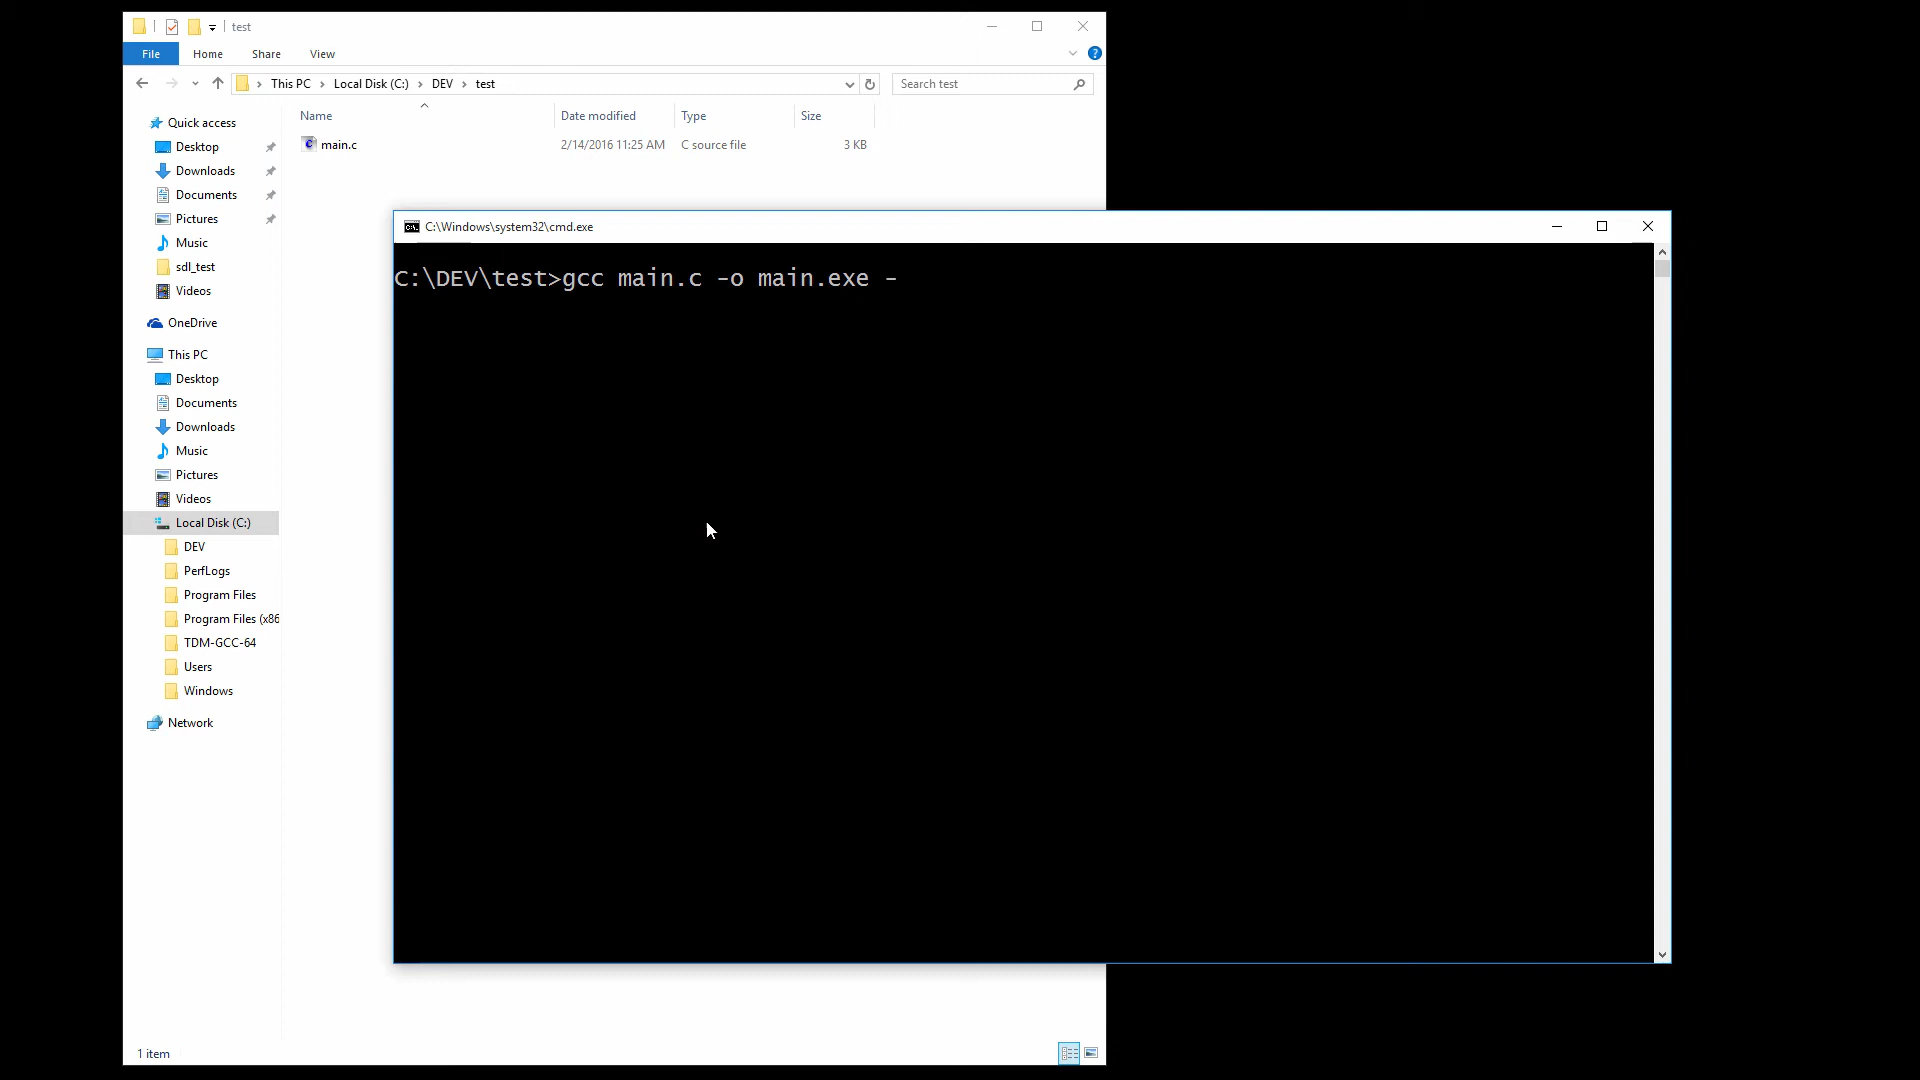 test
File Home Share View
This PC Local Disk (C:) DEV test
Search test
Name Date modified Type Size
main.c 2/14/2016 11:25 AM C source file 3 KB
Quick access
Desktop
Downloads
Documents
Pictures
Music
sdl_test
Videos
OneDrive
This PC
Desktop
Documents
Downloads
Music
Pictures
Videos
Local Disk (C:)
DEV
PerfLogs
Program Files
Program Files (x86
TDM-GCC-64
Users
Windows
Network
1 item
C:\Windows\system32\cmd.exe
C:\DEV\test>gcc main.c -o main.exe -